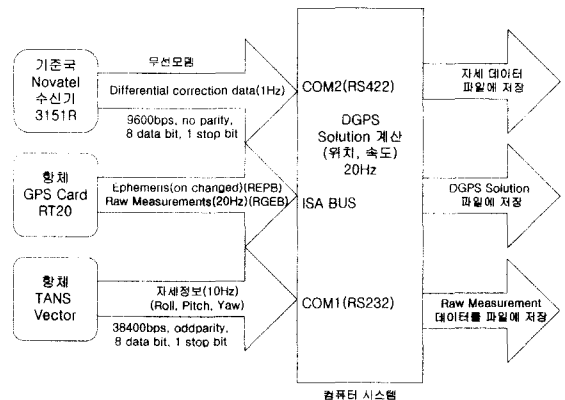 기준국
Novatel
수신기
3151R
무선모뎀
Differential correction data(1Hz)
9600bps, no parity,
8 data bit, 1 stop bit
항체
GPS Card
RT20
Ephemeris(on changed)(REPB)
Raw Measurements(20Hz)(RGEB)
항체
TANS
Vector
자세정보(10Hz)
(Roll, Pitch, Yaw)
38400bps, oddparity,
8 data bit, 1 stop bit
COM2(RS422)
DGPS
Solution 계산
(위치, 속도)
20Hz
ISA BUS
COM1(RS232)
컴퓨터 시스템
자세 데이터
파일에 저장
DGPS Solution
파일에 저장
Raw Measurement
데이터를 파일에 저장